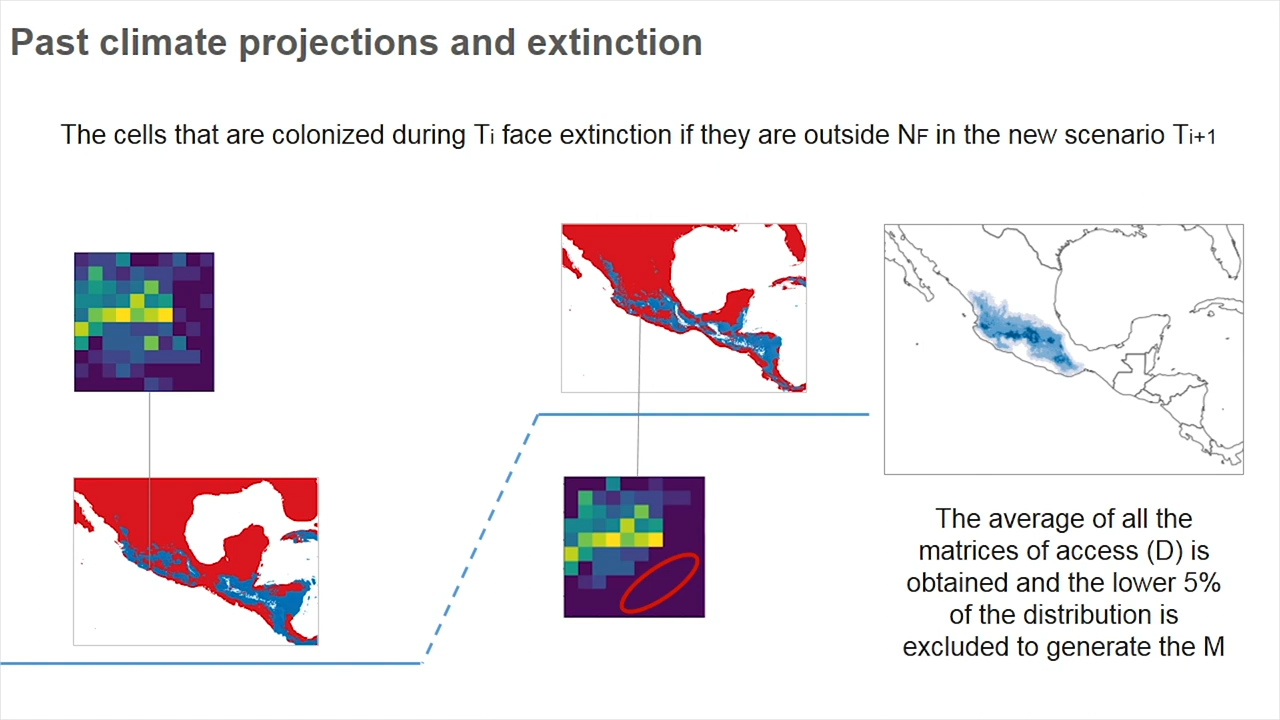 Past climate projections and extinction
The cells that are colonized during Ti face extinction if they are outside NF in the new scenario Ti+1
The average of all the
matrices of access (D) is
obtained and the lower 5%
of the distribution is
excluded to generate the M